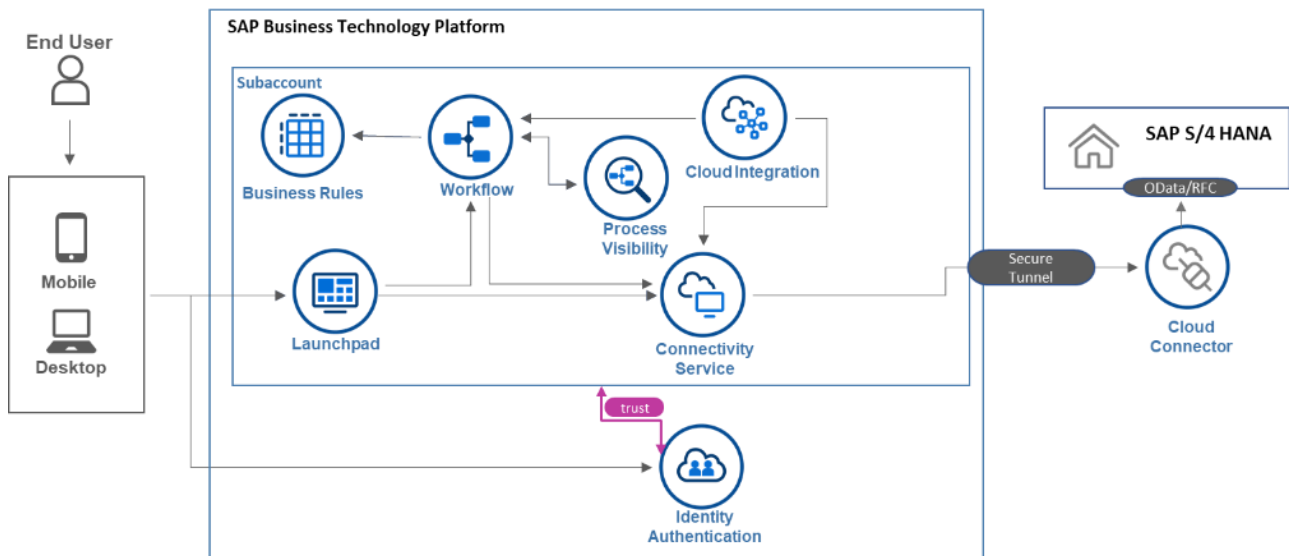 SAP Business Technology Platform
End User
Subaccount
Business Rules
Workflow
Cloud Integration
Process
Visibility
SAP S/4 HANA
OData/RFC
Mobile
Desktop
Launchpad
Connectivity
Service
Secure
Tunnel
Cloud
Connector
trust
Identity
Authentication